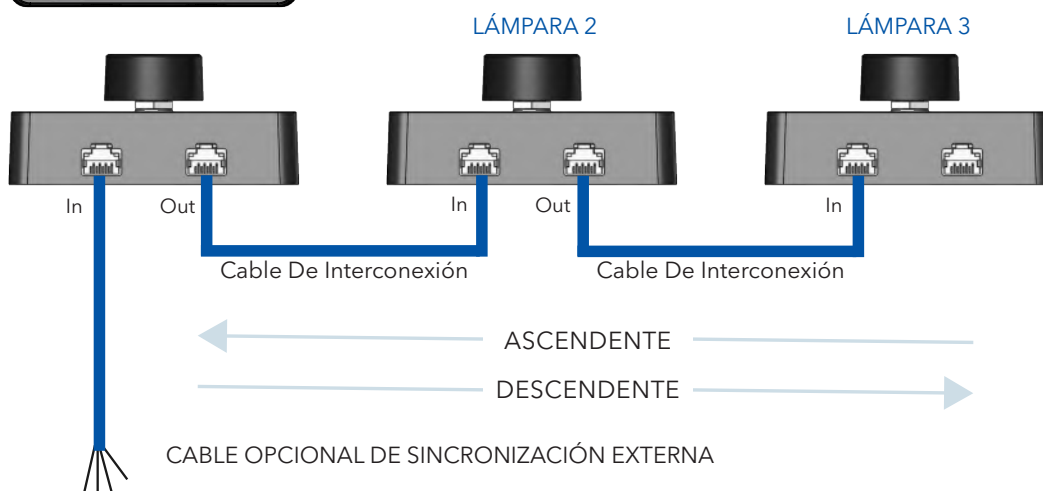 LÁMPARA 2
LÁMPARA 3
In
Out
In
Out
In
Cable De Interconexión
Cable De Interconexión
ASCENDENTE
DESCENDENTE
CABLE OPCIONAL DE SINCRONIZACIÓN EXTERNA